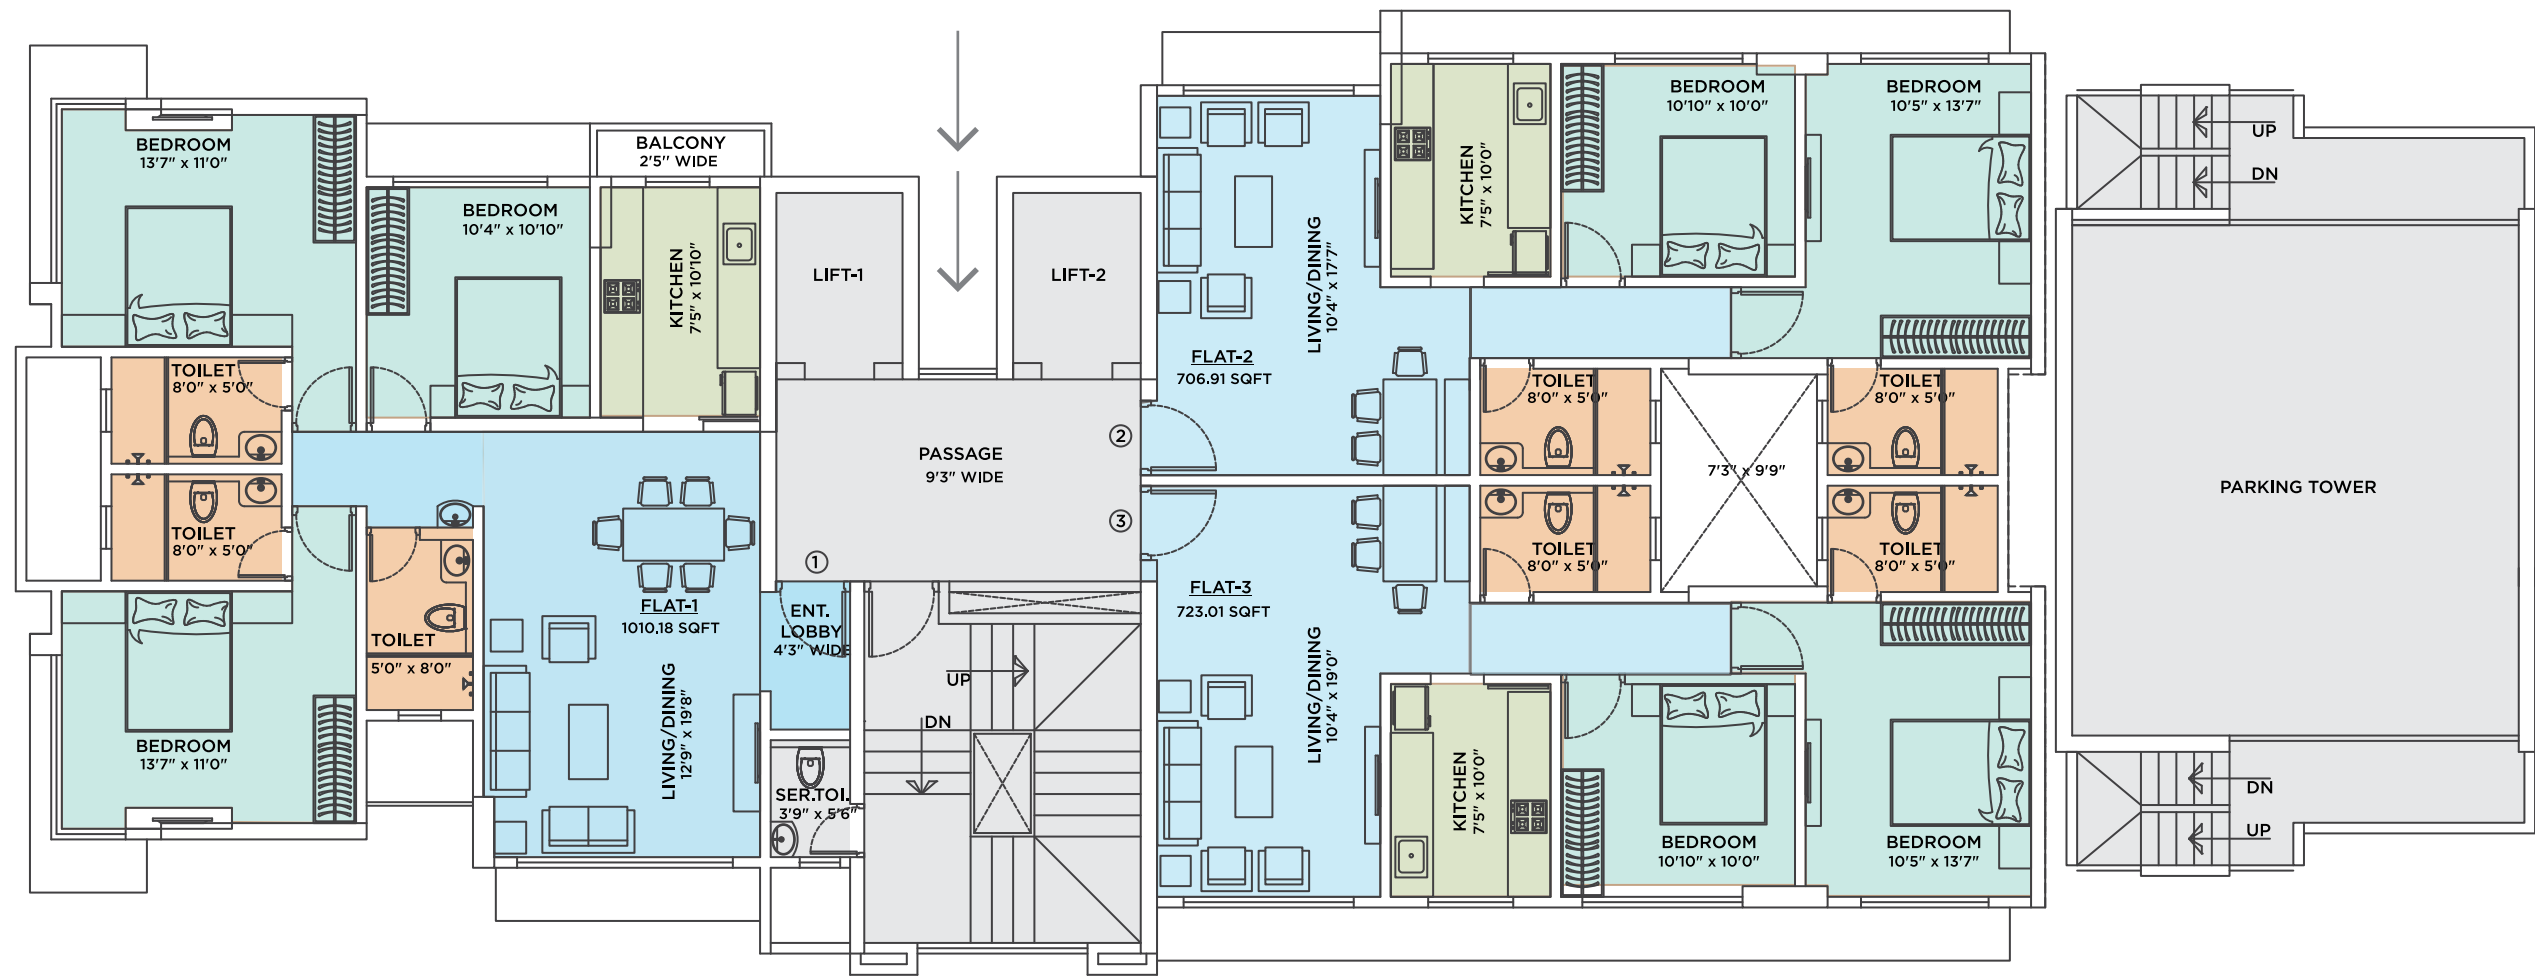 BEDROOM
13'7" x 11'0"
BEDROOM
10'4" x 10'10"
BALCONY
2'5" WIDE
KITCHEN
7'5" x 10'10"
TOILET
8'0" x 5'0"
TOILET
8'0" x 5'0"
TOILET
5'0" x 8'0"
BEDROOM
13'7" x 11'0"
FLAT-1
1010.18 SQFT
LIVING/DINING
12'9" x 19'8"
ENT.
LOBBY
4'3" WIDE
SER.TOI.
3'9" x 5'6"
LIFT-1
LIFT-2
PASSAGE
9'3" WIDE
1
2
3
UP
DN
FLAT-2
706.91 SQFT
LIVING/DINING
10'4" x 17'7"
KITCHEN
7'5" x 10'0"
BEDROOM
10'10" x 10'0"
BEDROOM
10'5" x 13'7"
TOILET
8'0" x 5'0"
TOILET
8'0" x 5'0"
7'3" x 9'9"
TOILET
8'0" x 5'0"
TOILET
8'0" x 5'0"
FLAT-3
723.01 SQFT
LIVING/DINING
10'4" x 19'0"
KITCHEN
7'5" x 10'0"
BEDROOM
10'10" x 10'0"
BEDROOM
10'5" x 13'7"
UP
DN
PARKING TOWER
DN
UP